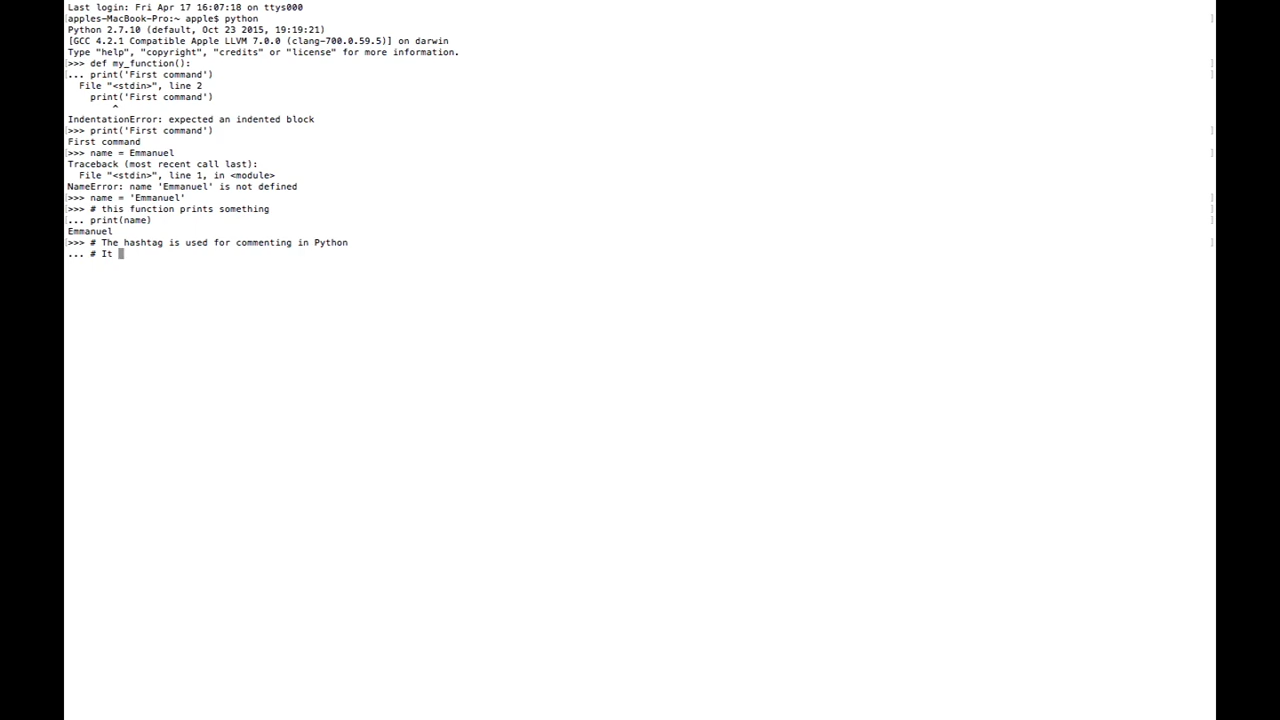 Last login: Fri Apr 17 16:07:18 on ttys000
apples-MacBook-Pro:~ apple$ python
Python 2.7.10 (default, Oct 23 2015, 19:19:21)
[GCC 4.2.1 Compatible Apple LLVM 7.0.0 (clang-700.0.59.5)] on darwin
Type "help", "copyright", "credits" or "license" for more information.
>>> def my_function():
... print('First command')
  File "<stdin>", line 2
    print('First command')
        ^
IndentationError: expected an indented block
>>> print('First command')
First command
>>> name = Emmanuel
Traceback (most recent call last):
  File "<stdin>", line 1, in <module>
NameError: name 'Emmanuel' is not defined
>>> name = 'Emmanuel'
>>> # this function prints something
... print(name)
Emmanuel
>>> # The hashtag is used for commenting in Python
... # It